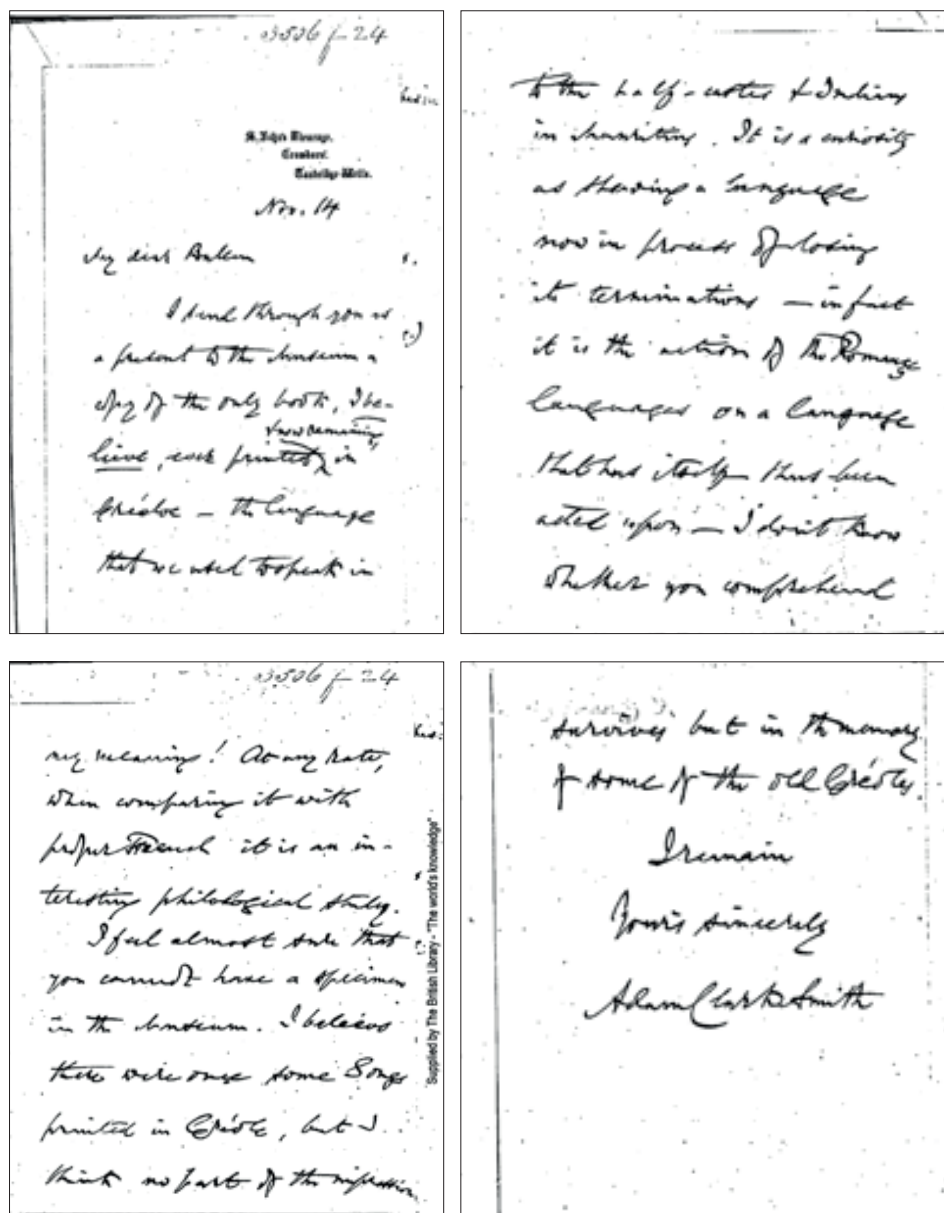 3506 f 24
St. John's Vicarage,
Crowboro',
Tunbridge Wells.
Nov. 14
My dear
I send through you as
a present to the Museum a
copy of the only book, I be-
& now remaining,
lieve, ever printed, in
Créole — the language
that we used to speak in
to the half-castes & Indians
in Mauritius. It is a curiosity
as shewing a language
now in process of losing
its terminations — in fact
it is the action of the Romance
languages on a language
that has itself thus been
acted upon — I don't know
whether you comprehend
3506 f 24
my meaning! At any rate,
when comparing it with
proper French it is an in-
teresting philological study.
I feel almost sure that
you cannot have a specimen
in the Museum. I believe
there were once some Songs
printed in Créole, but I
think no part of the impression
Supplied by The British Library - "The world's knowledge"
survives but in the memory
of some of the old Créoles.
I remain
Yours sincerely
Adam Clarke Smith